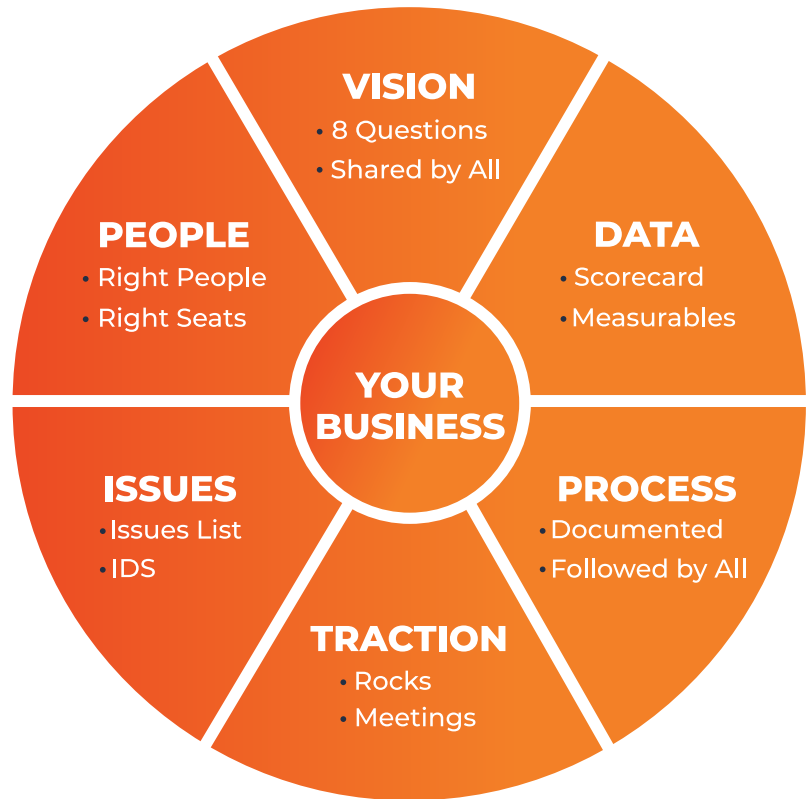 VISION
• 8 Questions
• Shared by All
PEOPLE
• Right People
• Right Seats
DATA
• Scorecard
• Measurables
YOUR
BUSINESS
ISSUES
• Issues List
• IDS
PROCESS
• Documented
• Followed by All
TRACTION
• Rocks
• Meetings